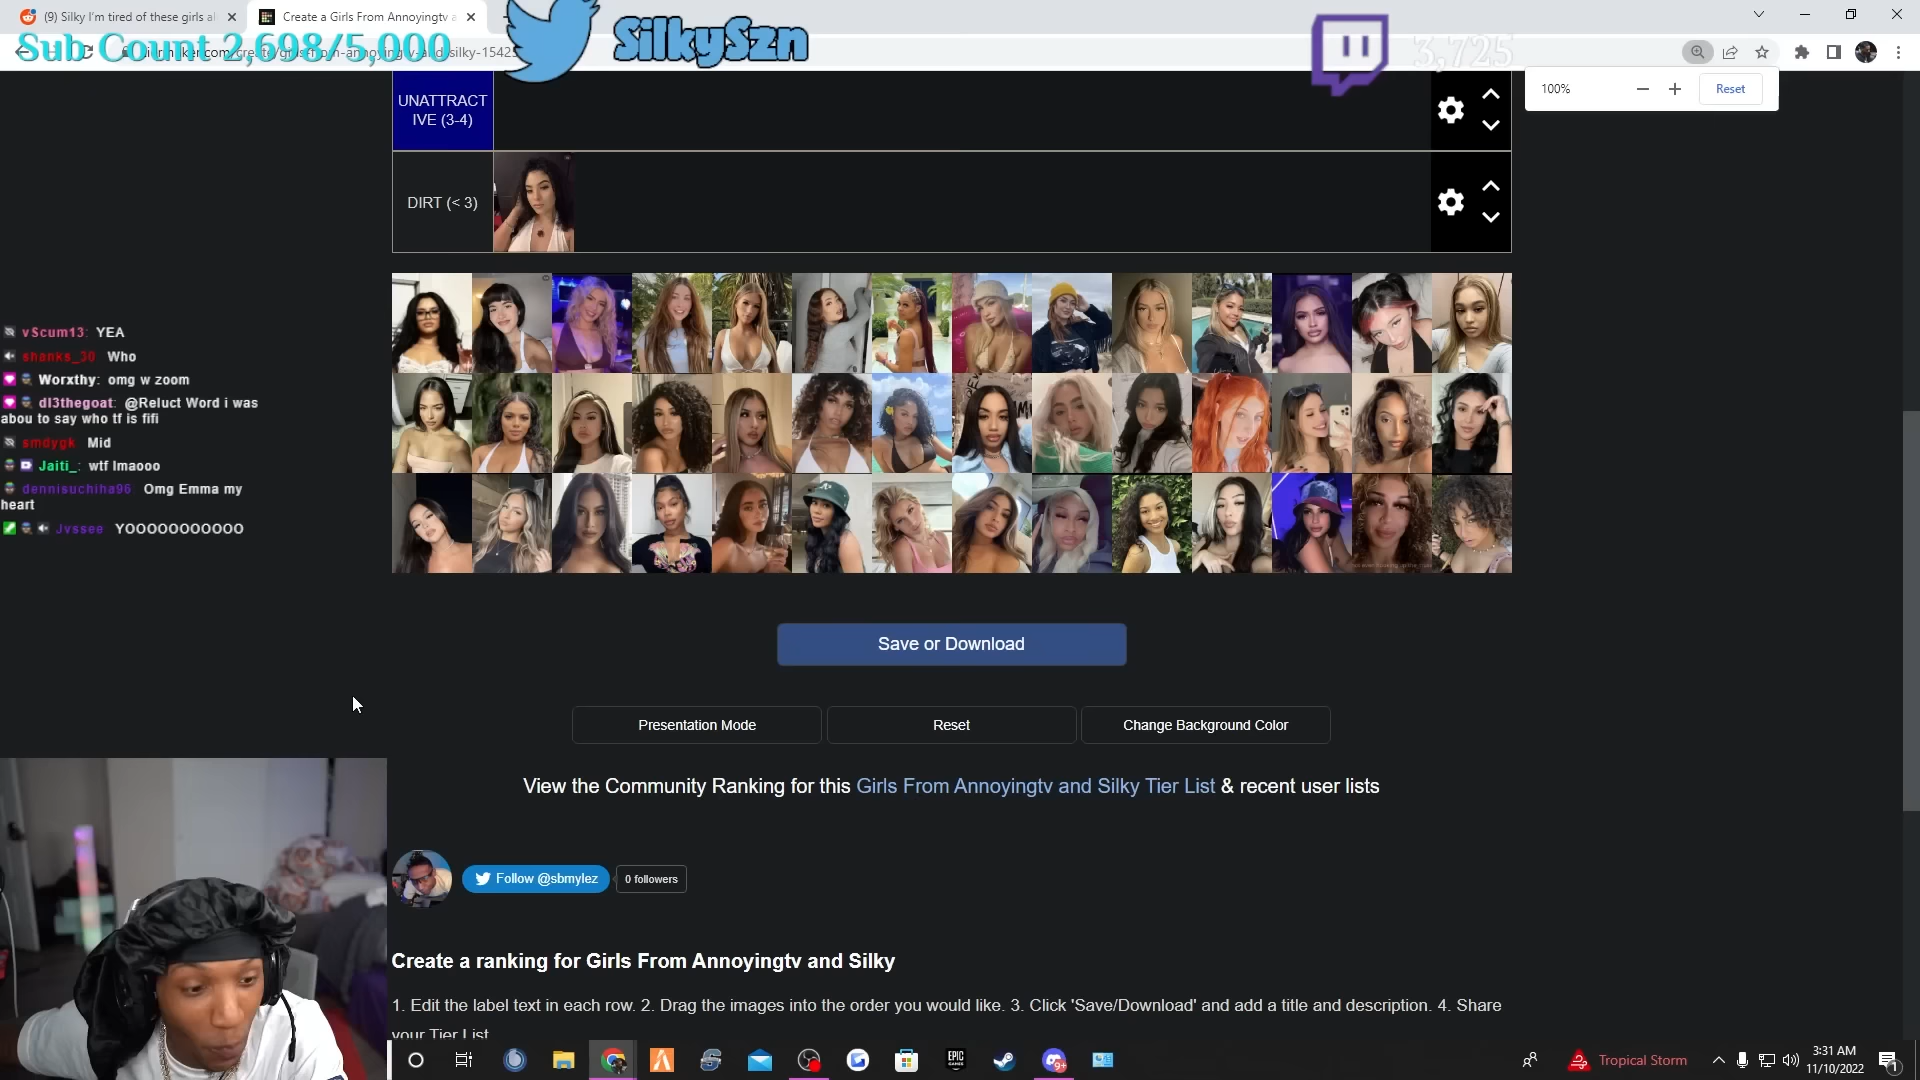 (9) Silky I'm tired of these girls al
Create a Girls From Annoyingtv a
Sub Count 2,698/5,000
SilkySzn
3,725
100%
Reset
UNATTRACT
IVE (3-4)
DIRT (< 3)
vScum13: YEA
shanks_30 Who
Worxthy: omg w zoom
dl3thegoat: @Reluct Word i was
abou to say who tf is fifi
smdygk Mid
Jaiti_: wtf lmaooo
dennisuchiha96 Omg Emma my
heart
Jvssee YOOOOOOOOOOO
Save or Download
Presentation Mode
Reset
Change Background Color
View the Community Ranking for this Girls From Annoyingtv and Silky Tier List & recent user lists
Follow @sbmylez
0 followers
Create a ranking for Girls From Annoyingtv and Silky
1. Edit the label text in each row. 2. Drag the images into the order you would like. 3. Click 'Save/Download' and add a title and description. 4. Share
your Tier List
EPIC
GAMES
9+
Tropical Storm
3:31 AM
11/10/2022
1